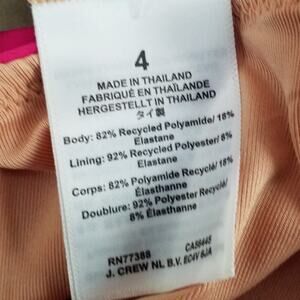 4
MADE IN THAILAND
FABRIQUÉ EN THAÏLANDE
HERGESTELLT IN THAILAND
タイ製
Body: 82% Recycled Polyamide/ 18%
Elastane
Lining: 92% Recycled Polyester/ 8%
Elastane
Corps: 82% Polyamide Recyclé/ 18%
Élasthanne
Doublure: 92% Polyester Recyclé/
8% Élasthanne
RN77388 CA56445
J. CREW NL B.V. EC4V 6JA